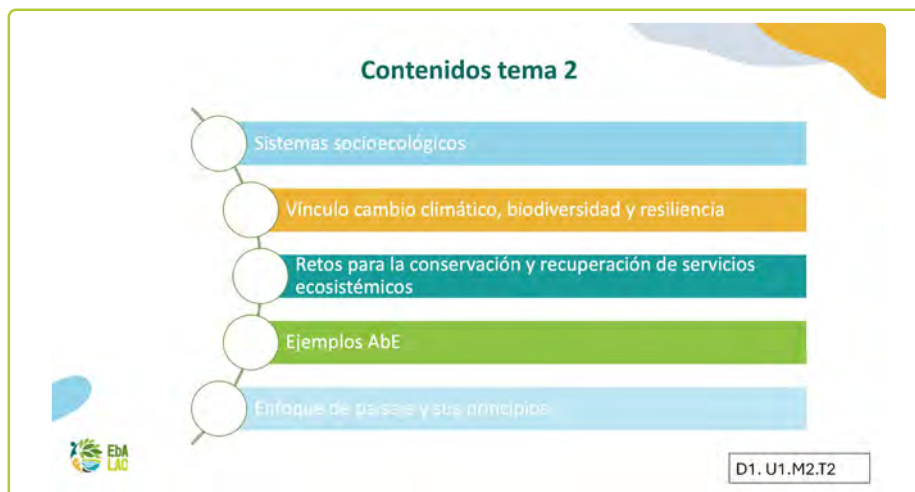 Contenidos tema 2
Sistemas socioecológicos
Vínculo cambio climático, biodiversidad y resiliencia
Retos para la conservación y recuperación de servicios
ecosistémicos
Ejemplos AbE
Enfoque de paisaje y sus principios
EbA
LAC
D1. U1.M2.T2